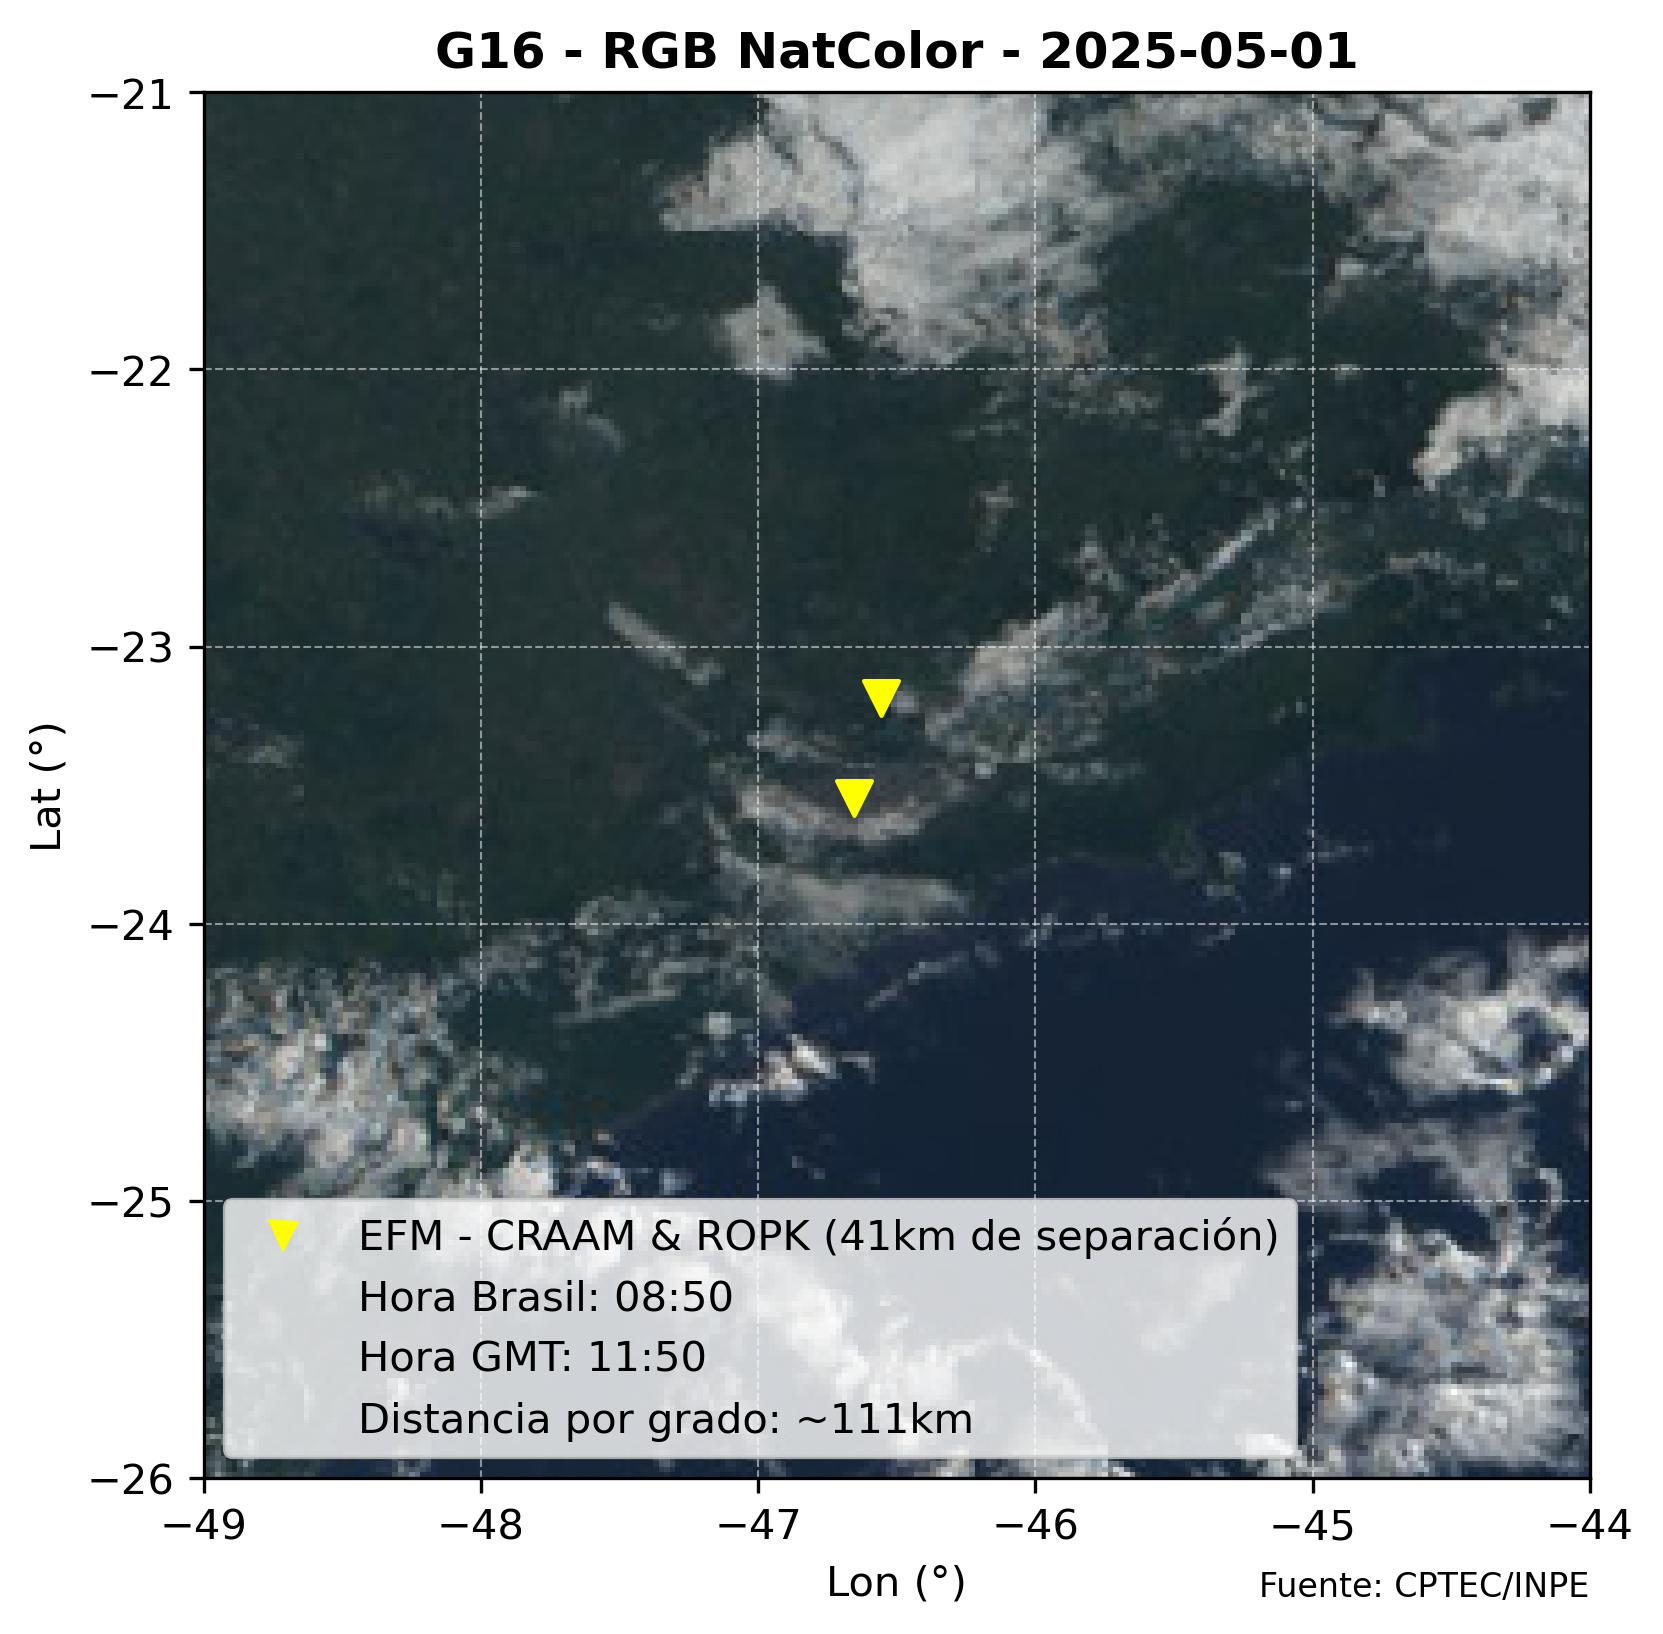 G16 - RGB NatColor - 2025-05-01
−21
−22
−23
−24
−25
−26
Lat (°)
EFM - CRAAM & ROPK (41km de separación)
Hora Brasil: 08:50
Hora GMT: 11:50
Distancia por grado: ~111km
−49 −48 −47 −46 −45 −44
Lon (°)
Fuente: CPTEC/INPE